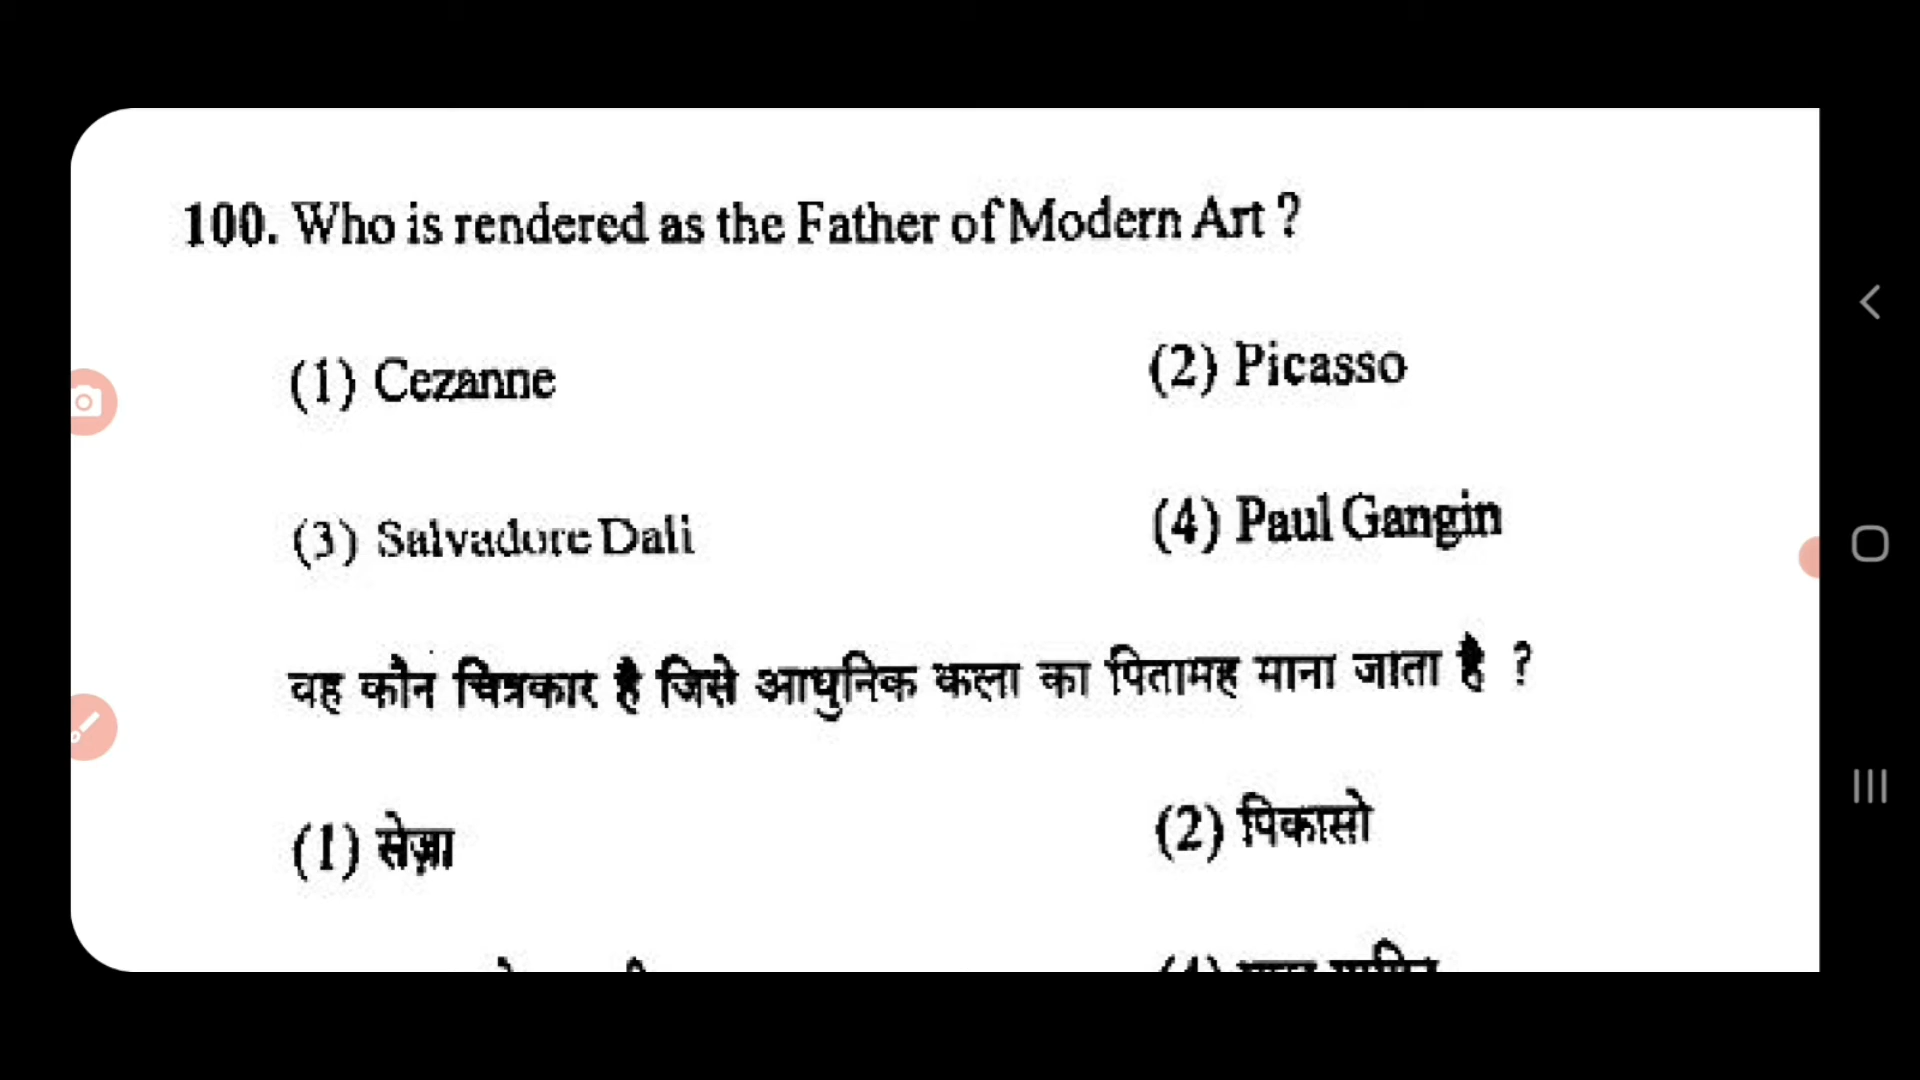 100. Who is rendered as the Father of Modern Art ?
(1) Cezanne (2) Picasso
(3) Salvadore Dali (4) Paul Gangin
वह कौन चित्रकार है जिसे आधुनिक कला का पितामह माना जाता है ?
(1) सेज़ा (2) पिकासो
(4)